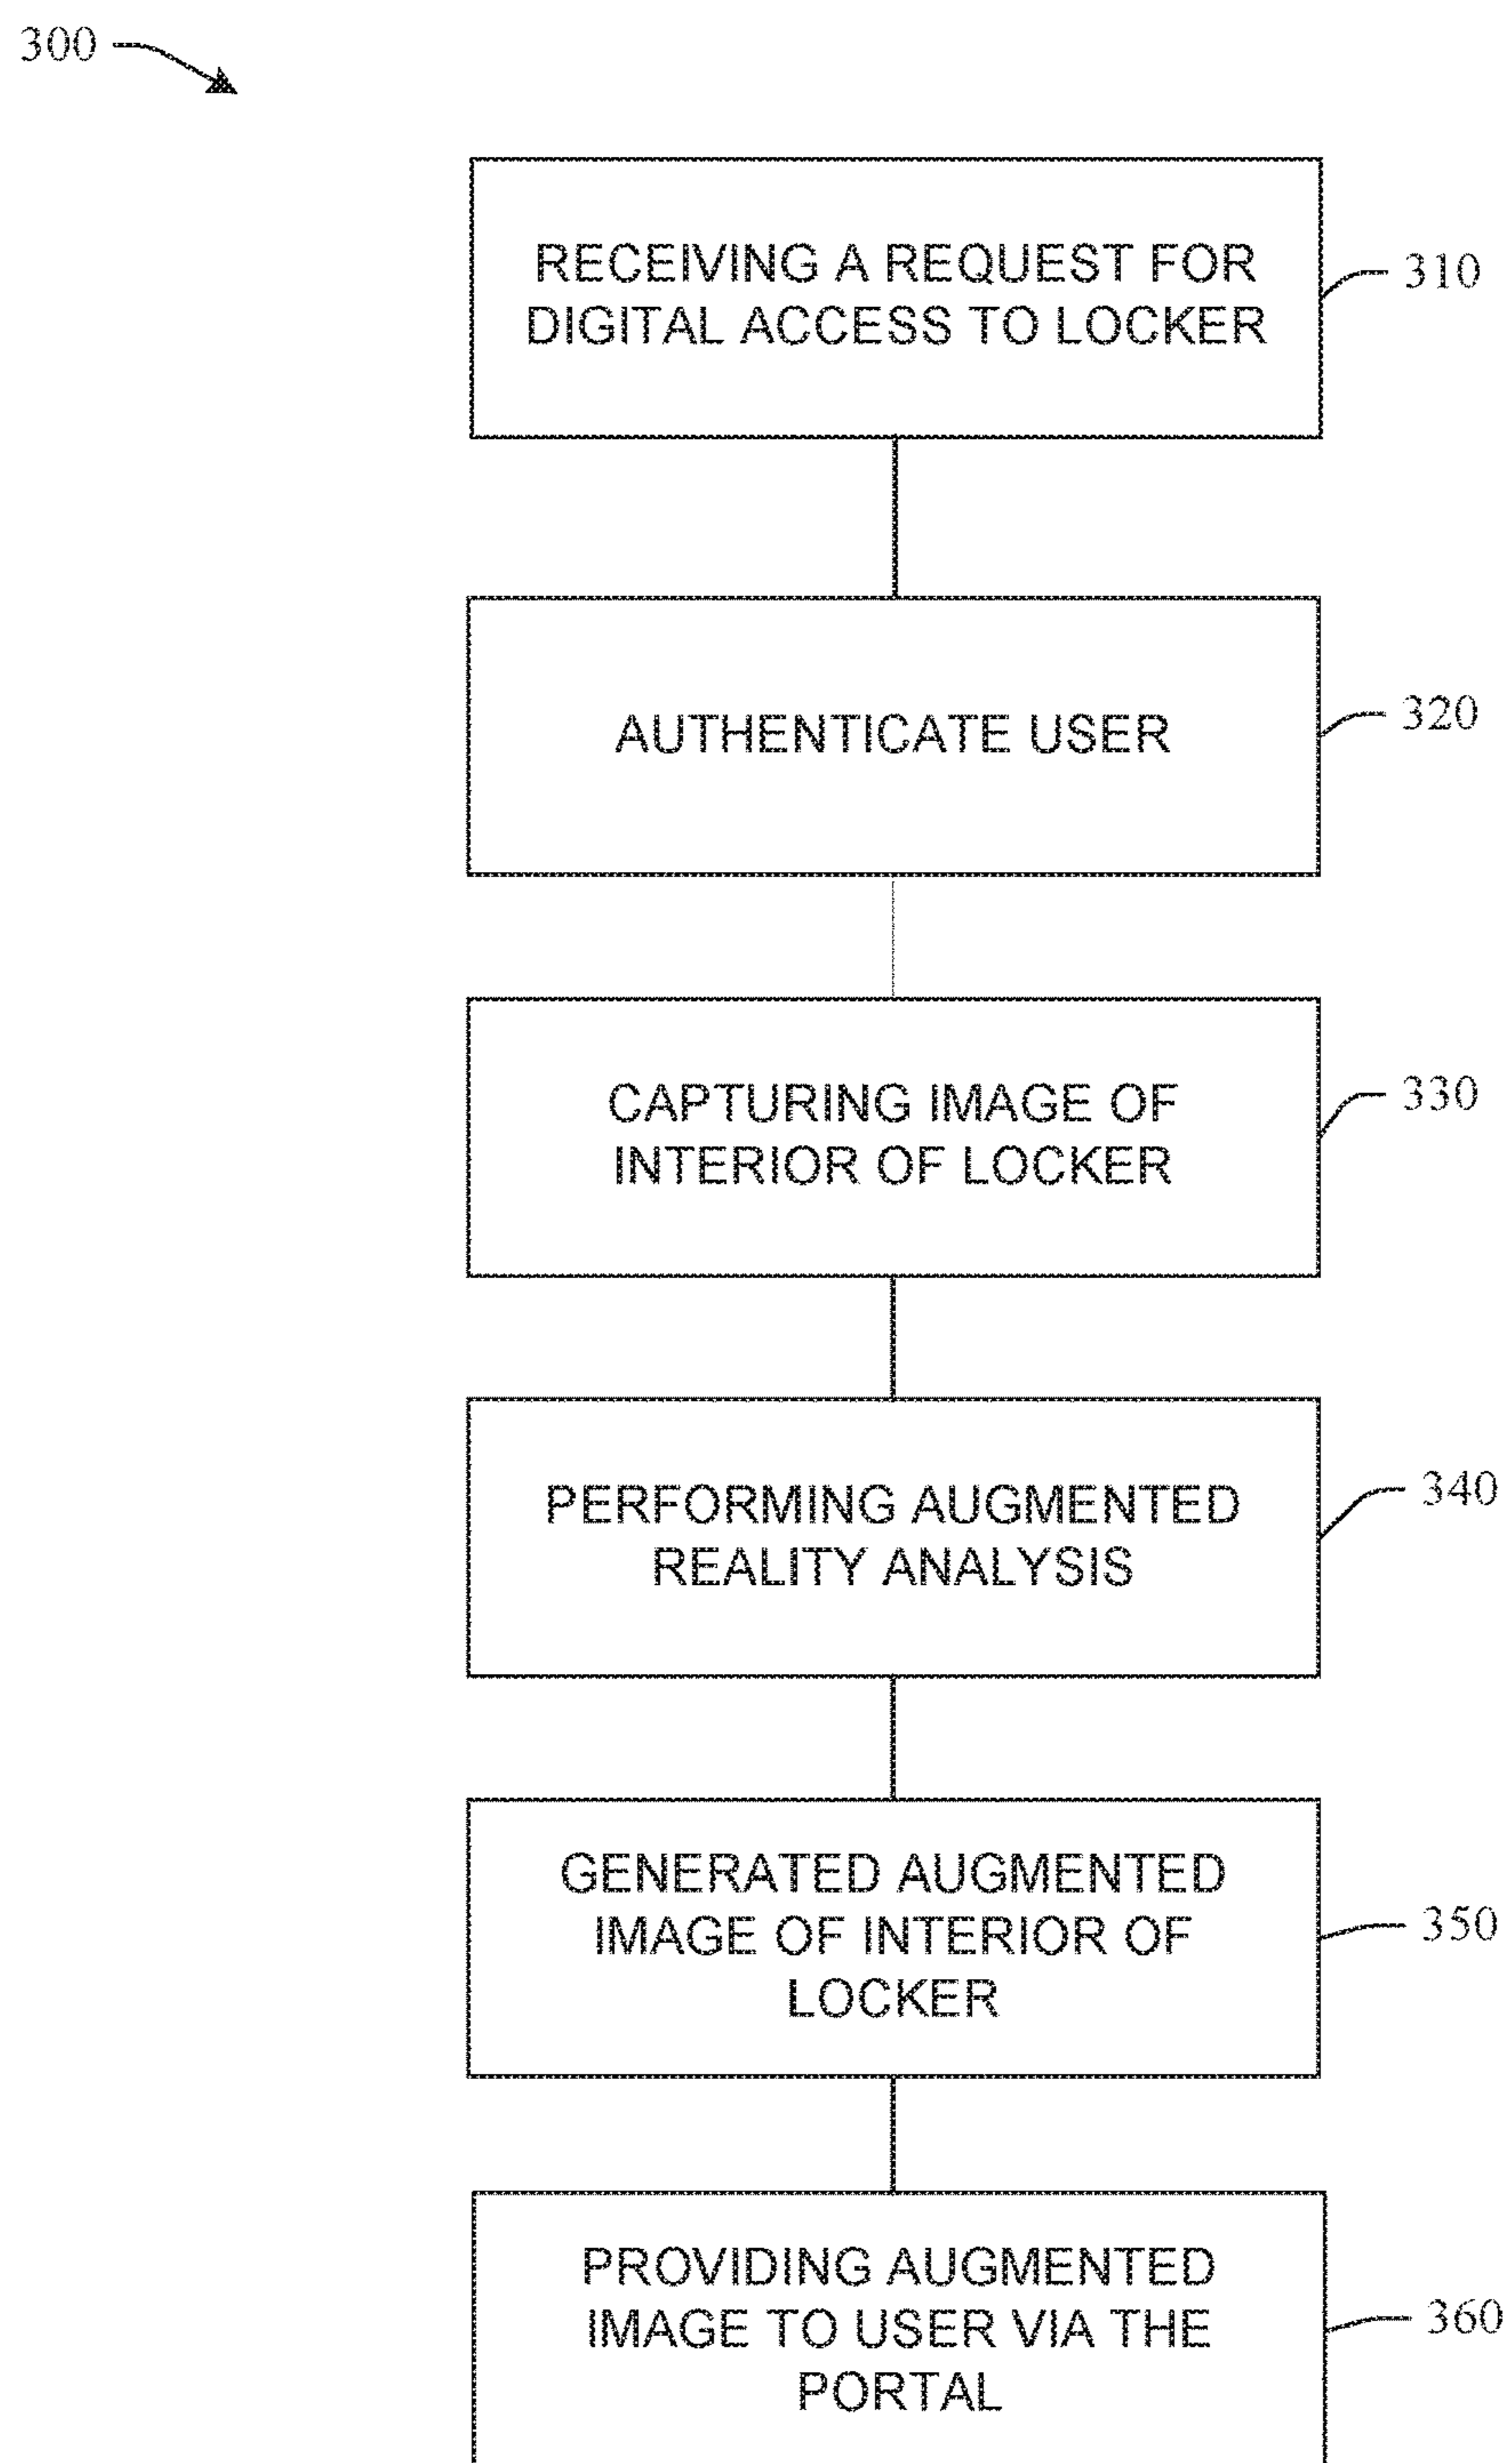 300
RECEIVING A REQUEST FOR
DIGITAL ACCESS TO LOCKER
310
AUTHENTICATE USER
320
CAPTURING IMAGE OF
INTERIOR OF LOCKER
330
PERFORMING AUGMENTED
REALITY ANALYSIS
340
GENERATED AUGMENTED
IMAGE OF INTERIOR OF
LOCKER
350
PROVIDING AUGMENTED
IMAGE TO USER VIA THE
PORTAL
360